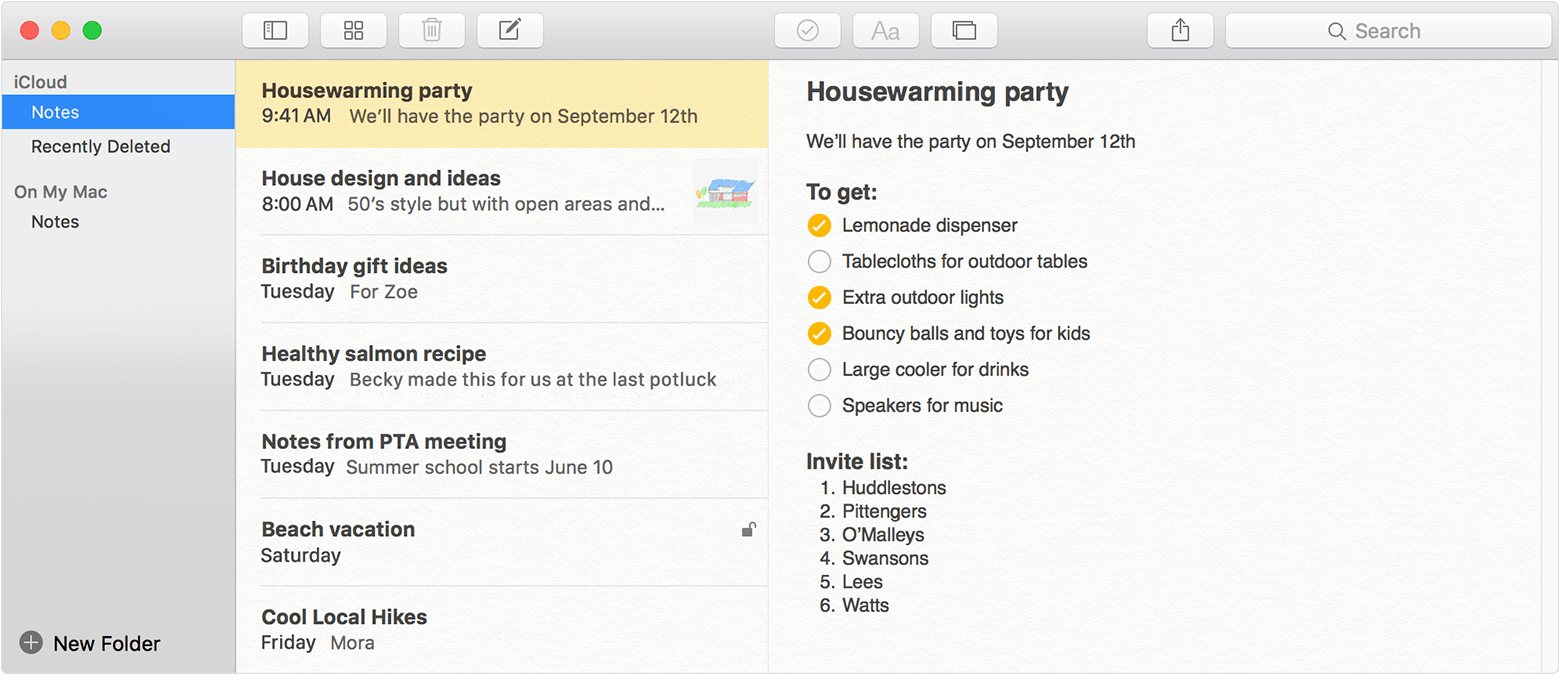 Aa
Search
iCloud
Notes
Recently Deleted
On My Mac
Notes
New Folder
Housewarming party
9:41 AM We’ll have the party on September 12th
House design and ideas
8:00 AM 50’s style but with open areas and...
Birthday gift ideas
Tuesday For Zoe
Healthy salmon recipe
Tuesday Becky made this for us at the last potluck
Notes from PTA meeting
Tuesday Summer school starts June 10
Beach vacation
Saturday
Cool Local Hikes
Friday Mora
Housewarming party
We’ll have the party on September 12th
To get:
Lemonade dispenser
Tablecloths for outdoor tables
Extra outdoor lights
Bouncy balls and toys for kids
Large cooler for drinks
Speakers for music
Invite list:
1. Huddlestons
2. Pittengers
3. O’Malleys
4. Swansons
5. Lees
6. Watts